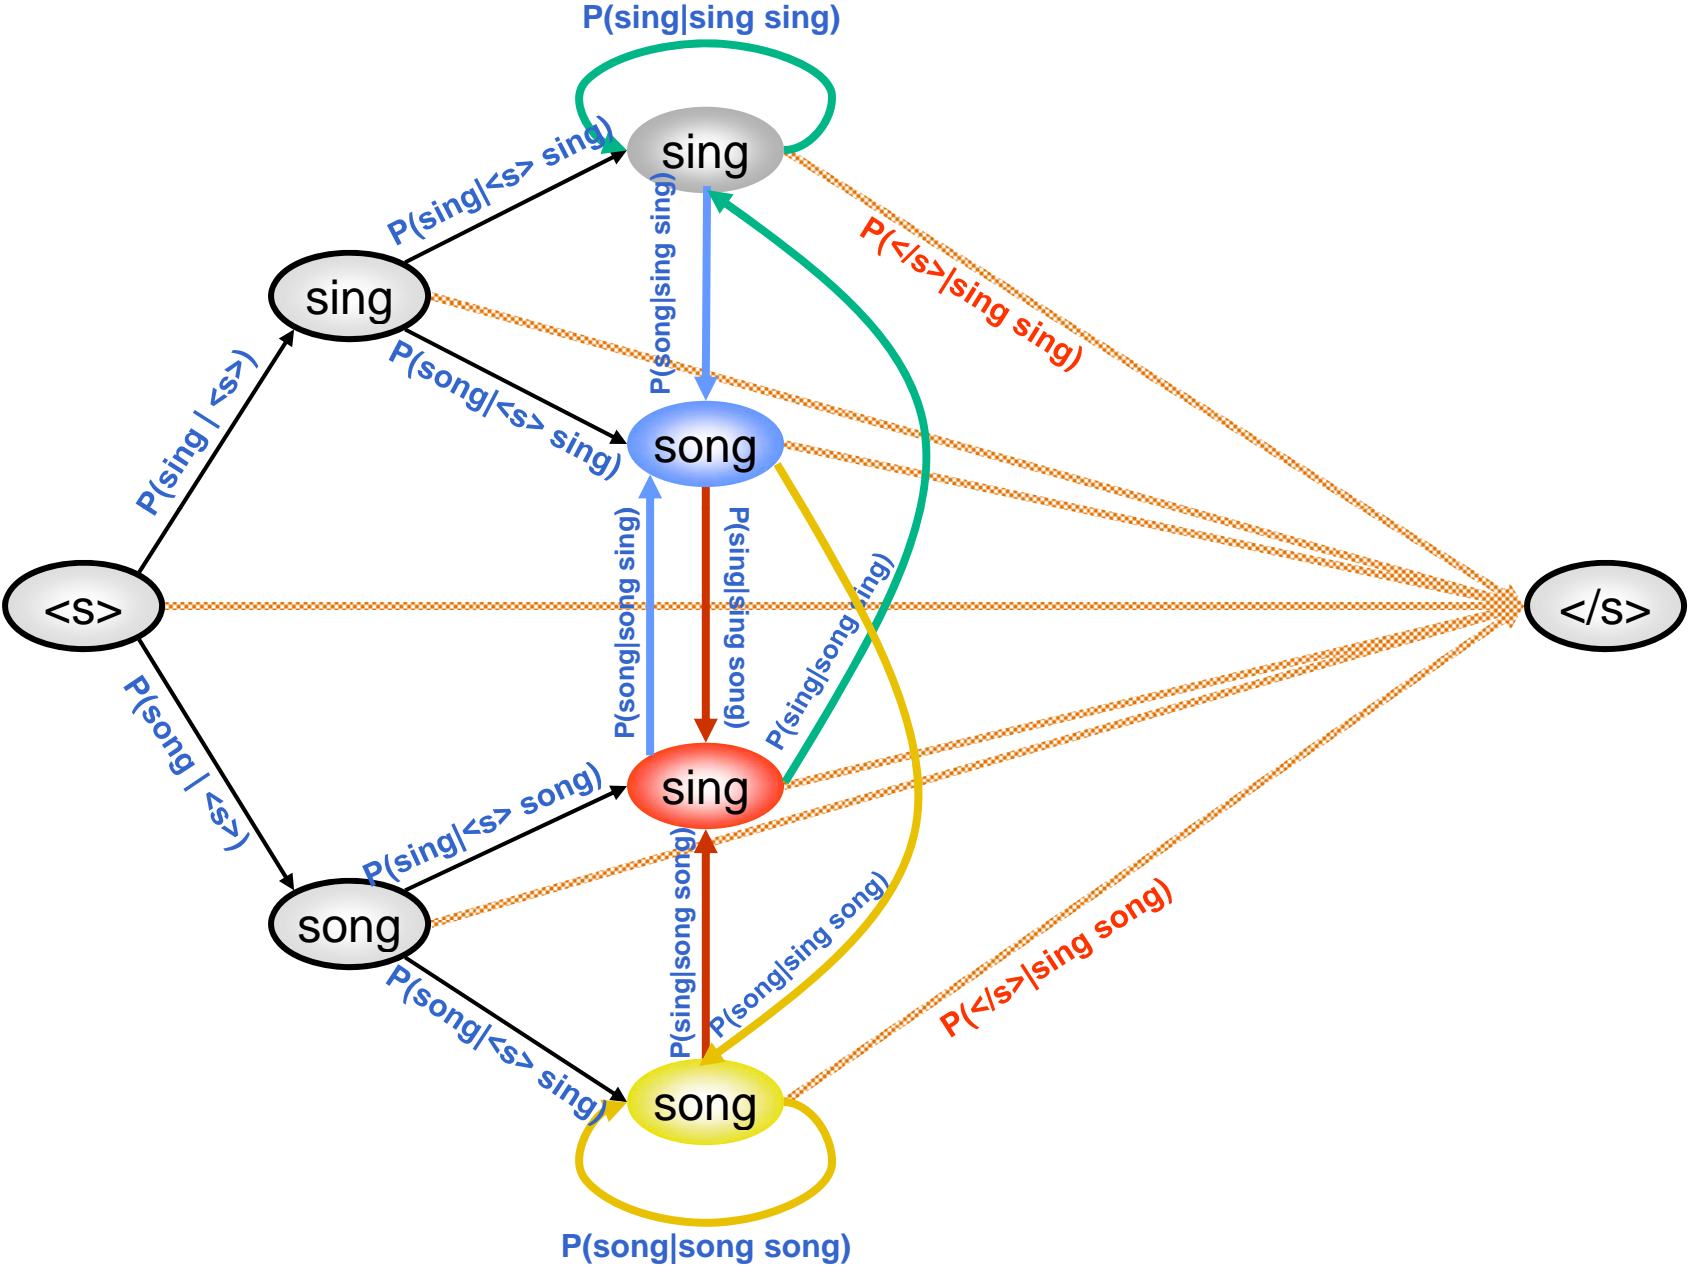 P(sing|sing sing)
sing
P(sing|<s> sing)
P(song|sing sing)
P(</s>|sing sing)
sing
P(song|<s> sing)
P(sing | <s>)
song
P(song|song sing)
P(sing|sing song)
P(sing|song sing)
<s>
</s>
P(song | <s>)
sing
P(sing|<s> song)
song
P(sing|song song)
P(song|sing song)
P(</s>|sing song)
P(song|<s> sing)
song
P(song|song song)